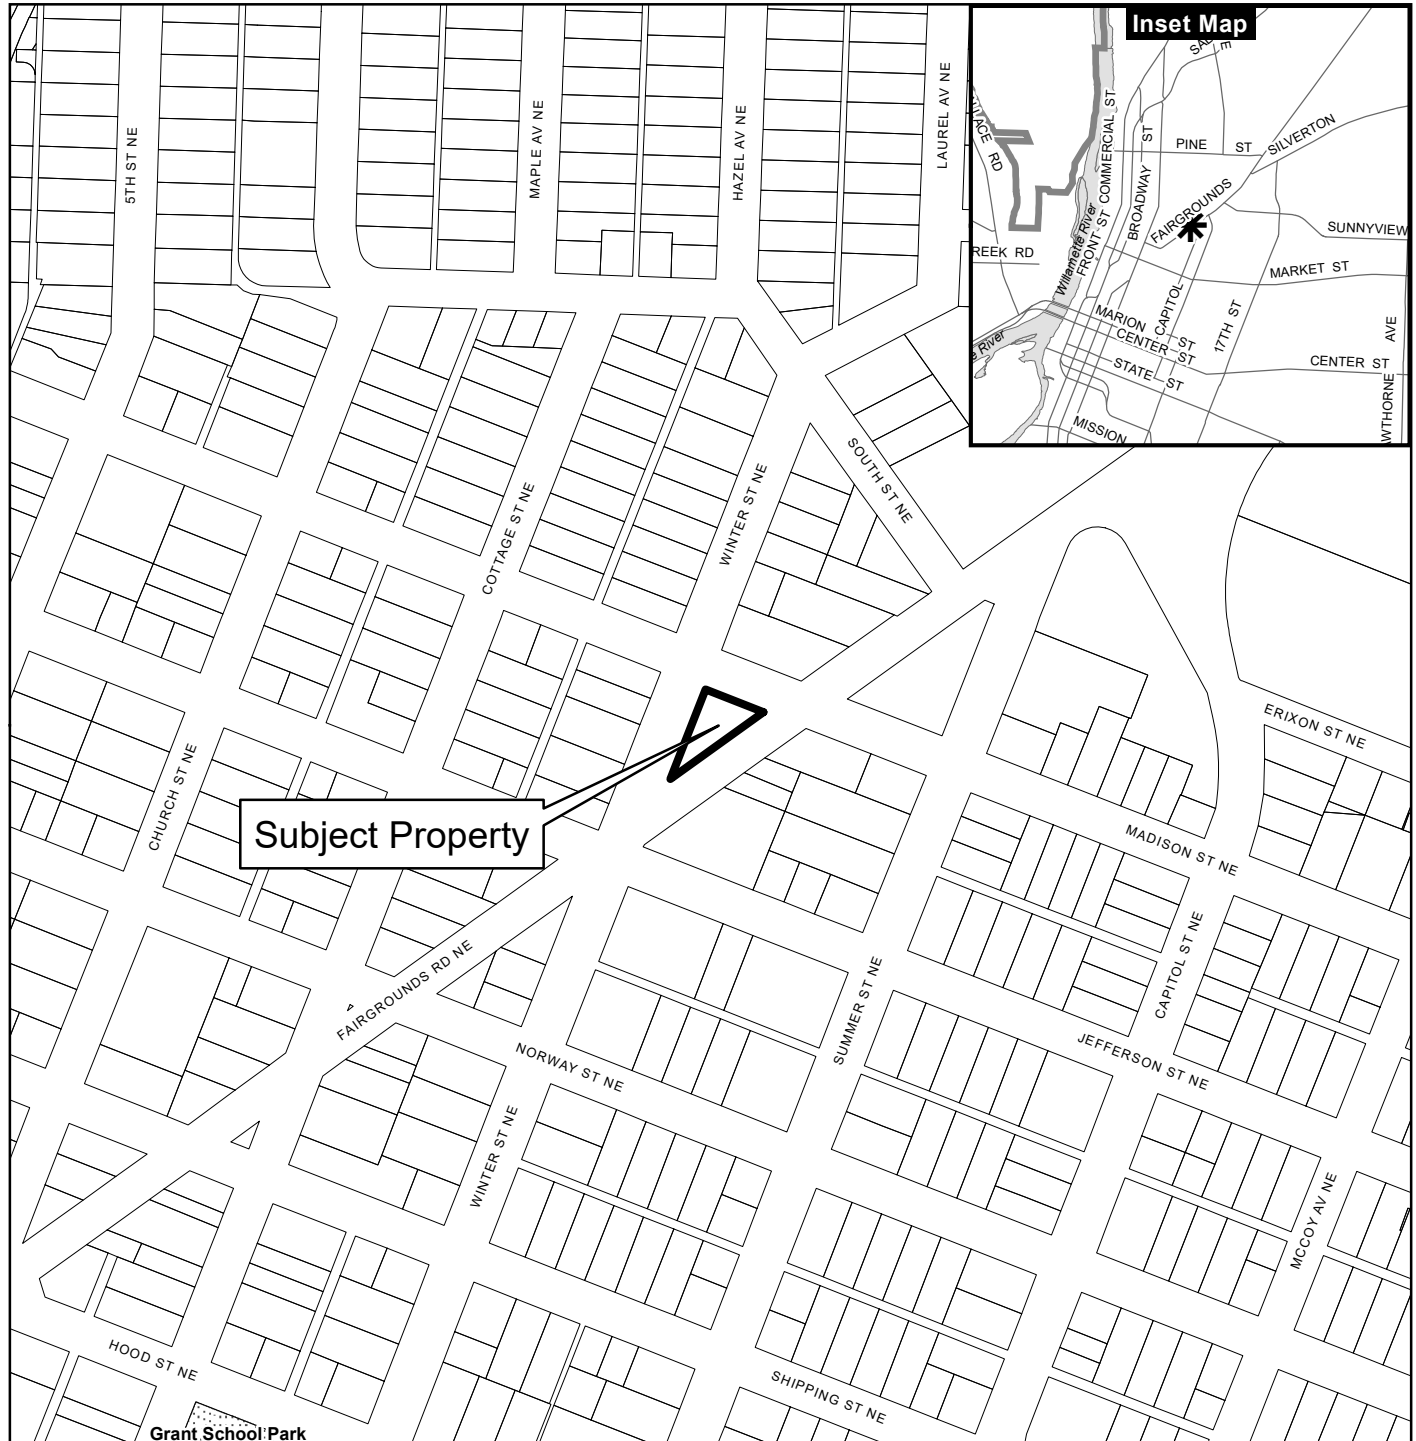 Inset Map
SILVERTON
PINE ST
COMMERCIAL ST
BROADWAY ST
FRONT ST
FAIRGROUNDS
Willamette River
SUNNYVIEW
MARKET ST
CAPITOL
17TH ST
MARION ST
CENTER ST
CENTER ST
STATE ST
AVE
MISSION
5TH ST NE
MAPLE AV NE
HAZEL AV NE
LAUREL AV NE
SOUTH ST NE
WINTER ST NE
COTTAGE ST NE
ERIXON ST NE
CHURCH ST NE
Subject Property
MADISON ST NE
CAPITOL ST NE
FAIRGROUNDS RD NE
SUMMER ST NE
JEFFERSON ST NE
NORWAY ST NE
WINTER ST NE
MCCOY AV NE
HOOD ST NE
SHIPPING ST NE
Grant School Park